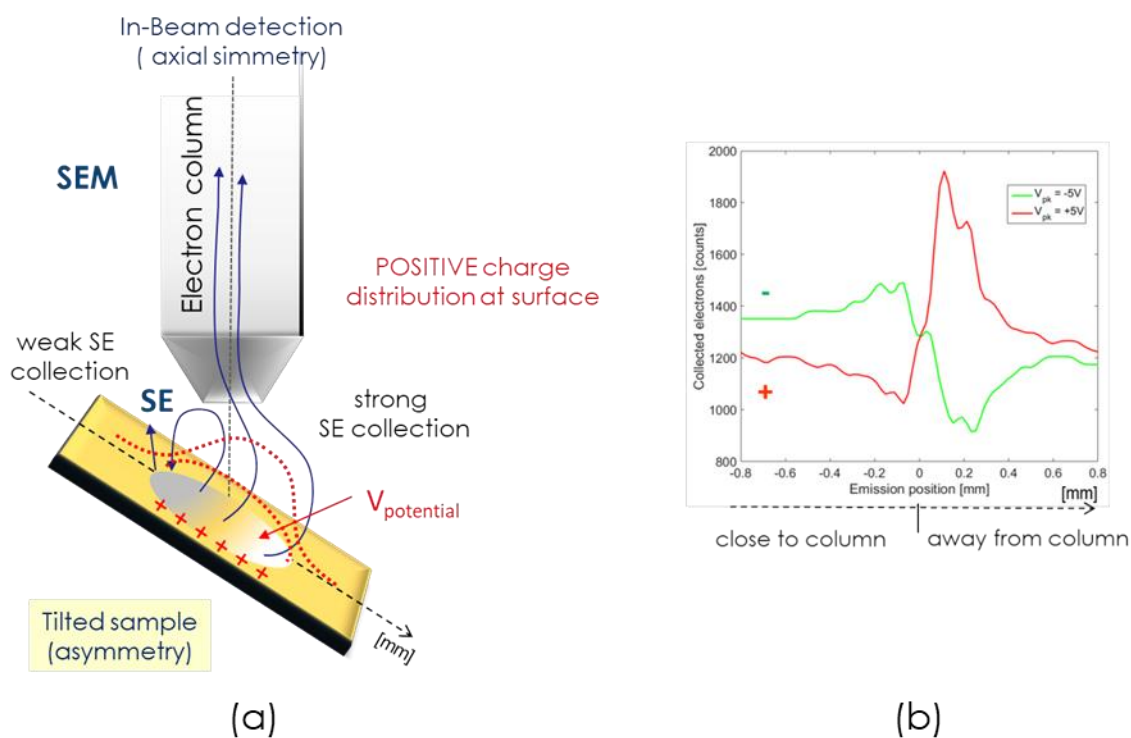 In-Beam detection
( axial simmetry)
Electron column
SEM
POSITIVE charge
distribution at surface
weak SE
collection
SE
strong
SE collection
Vpotential
+ + + + + +
Tilted sample
(asymmetry)
[mm]
(a)
2000
1800
1600
1400
1200
1000
800
Collected electrons [counts]
Vpk = -5V
Vpk = +5V
-
+
-0.8 -0.6 -0.4 -0.2 0 0.2 0.4 0.6 0.8
Emission position [mm]
[mm]
close to column away from column
(b)